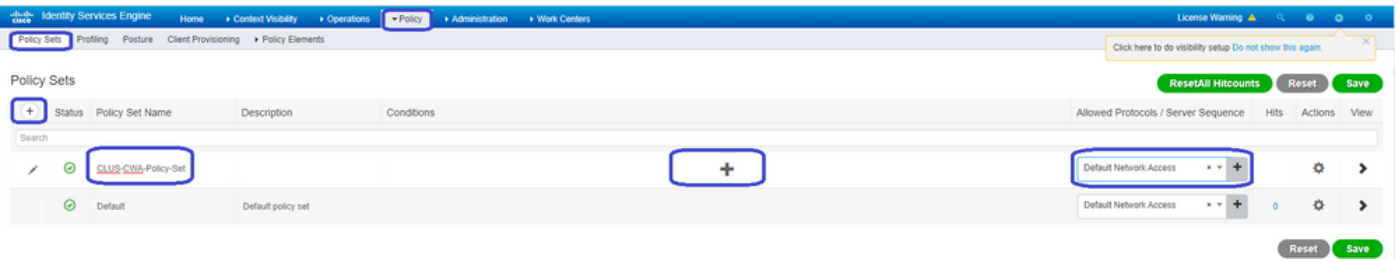 cisco Identity Services Engine Home Context Visibility Operations Policy Administration Work Centers License Warning
Policy Sets Profiling Posture Client Provisioning Policy Elements
Click here to do visibility setup Do not show this again.
Policy Sets
ResetAll Hitcounts Reset Save
+ Status Policy Set Name Description Conditions Allowed Protocols / Server Sequence Hits Actions View
Search
CLUS-CWA-Policy-Set + Default Network Access × +
Default Default policy set Default Network Access × + 0
Reset Save